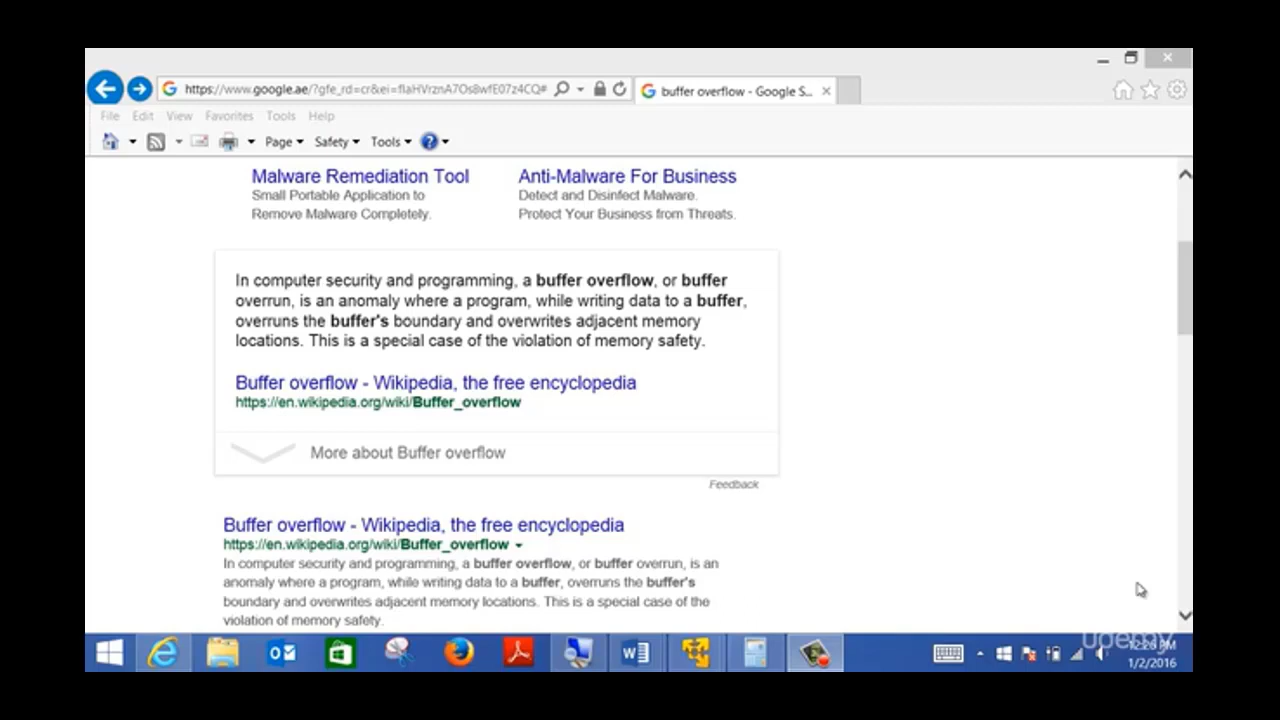 https://www.google.ae/?gfe_rd=cr&ei=flaHVrznA7Os8wfE07z4CQ#
buffer overflow - Google S...
File Edit View Favorites Tools Help
Page Safety Tools
Malware Remediation Tool
Small Portable Application to
Remove Malware Completely.
Anti-Malware For Business
Detect and Disinfect Malware.
Protect Your Business from Threats.
In computer security and programming, a buffer overflow, or buffer
overrun, is an anomaly where a program, while writing data to a buffer,
overruns the buffer's boundary and overwrites adjacent memory
locations. This is a special case of the violation of memory safety.
Buffer overflow - Wikipedia, the free encyclopedia
https://en.wikipedia.org/wiki/Buffer_overflow
More about Buffer overflow
Feedback
Buffer overflow - Wikipedia, the free encyclopedia
https://en.wikipedia.org/wiki/Buffer_overflow
In computer security and programming, a buffer overflow, or buffer overrun, is an
anomaly where a program, while writing data to a buffer, overruns the buffer's
boundary and overwrites adjacent memory locations. This is a special case of the
violation of memory safety.
udemy
PM
1/2/2016